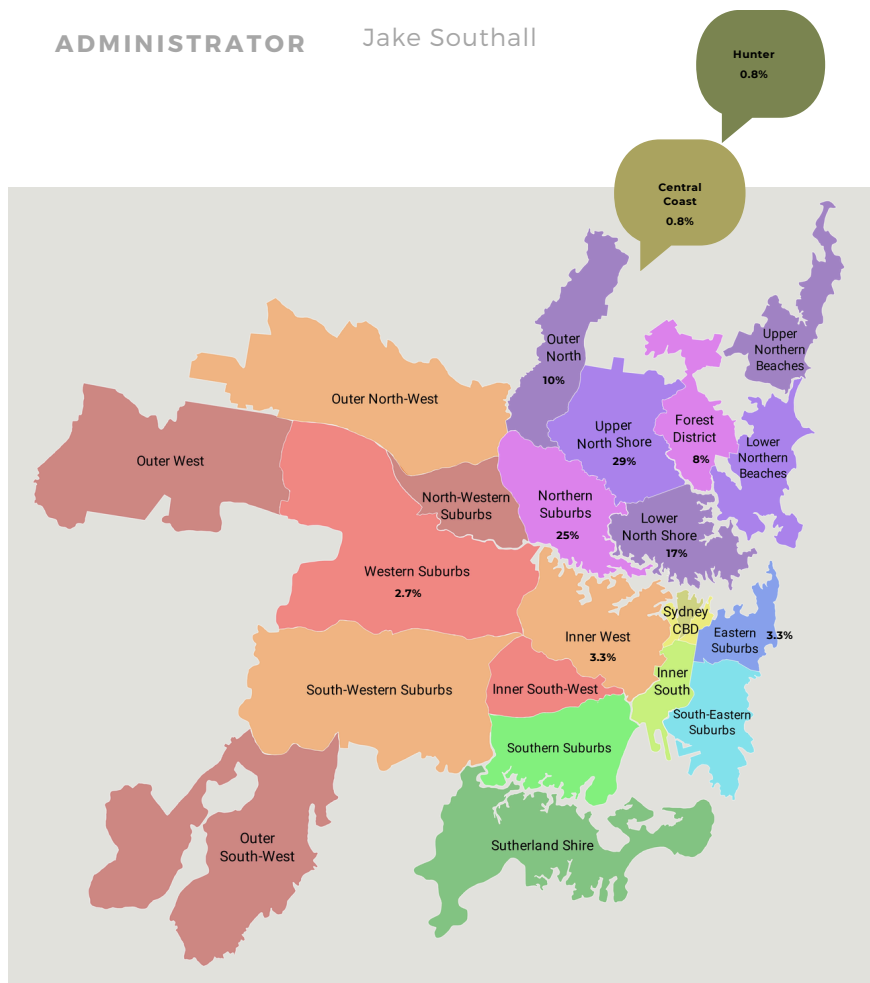 ADMINISTRATOR
Jake Southall
Hunter
0.8%
Central
Coast
0.8%
Outer
North
10%
Upper
Northern
Beaches
Outer North-West
Upper
North Shore
29%
Forest
District
8%
Lower
Northern
Beaches
Outer West
North-Western
Suburbs
Northern
Suburbs
25%
Lower
North Shore
17%
Western Suburbs
2.7%
Inner West
3.3%
Sydney
CBD
Eastern
Suburbs
3.3%
South-Western Suburbs
Inner South-West
Inner
South
South-Eastern
Suburbs
Southern Suburbs
Outer
South-West
Sutherland Shire